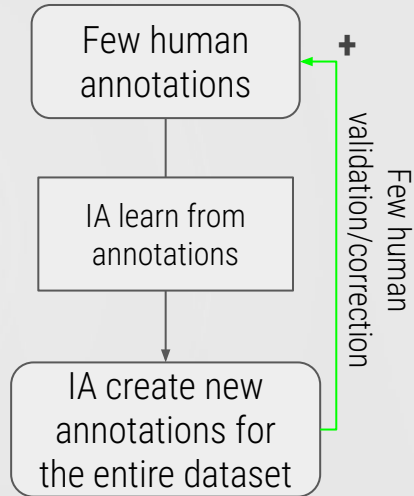 Few human
annotations
+
IA learn from
annotations
Few human
validation/correction
IA create new
annotations for
the entire dataset